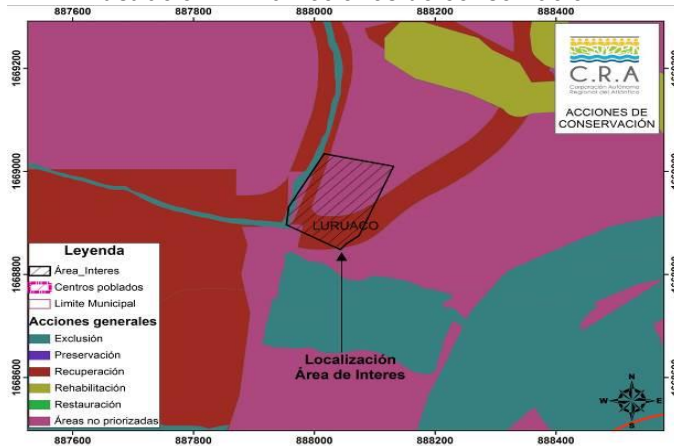 887600
887800
888000
888200
888400
1669200
1669000
1668800
1668600
C.R.A
Corporación Autónoma
Regional del Atlántico
ACCIONES DE
CONSERVACIÓN
LURUACO
Localización
Área de Interes
Leyenda
Área_Interes
Centros poblados
Limite Municipal
Acciones generales
Exclusión
Preservación
Recuperación
Rehabilitación
Restauración
Áreas no priorizadas
N
W
E
S
887600
887800
888000
888200
888400